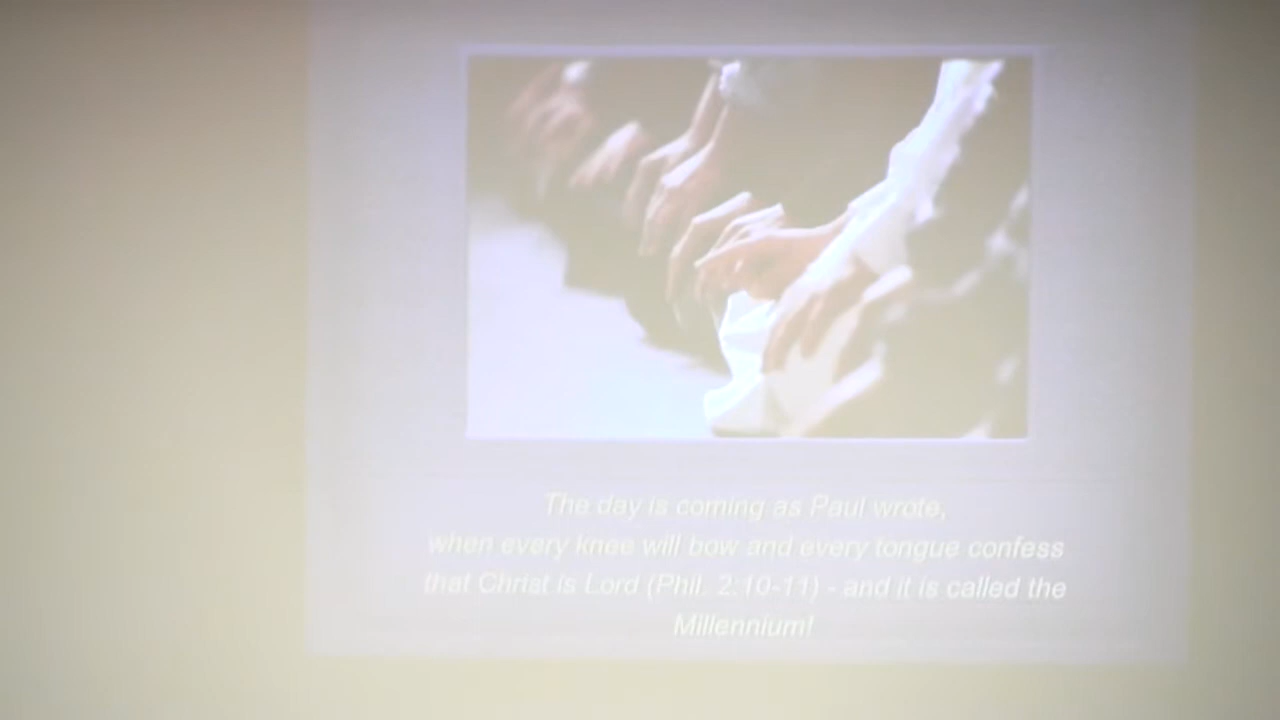 The day is coming as Paul wrote,
when every knee will bow and every tongue confess
that Christ is Lord (Phil. 2:10-11) - and it is called the
Millennium!